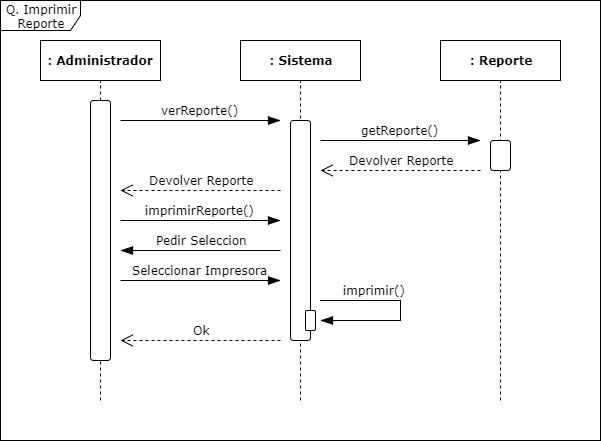 Q. Imprimir
Reporte
: Administrador
: Sistema
: Reporte
verReporte()
getReporte()
Devolver Reporte
Devolver Reporte
imprimirReporte()
Pedir Seleccion
Seleccionar Impresora
imprimir()
Ok